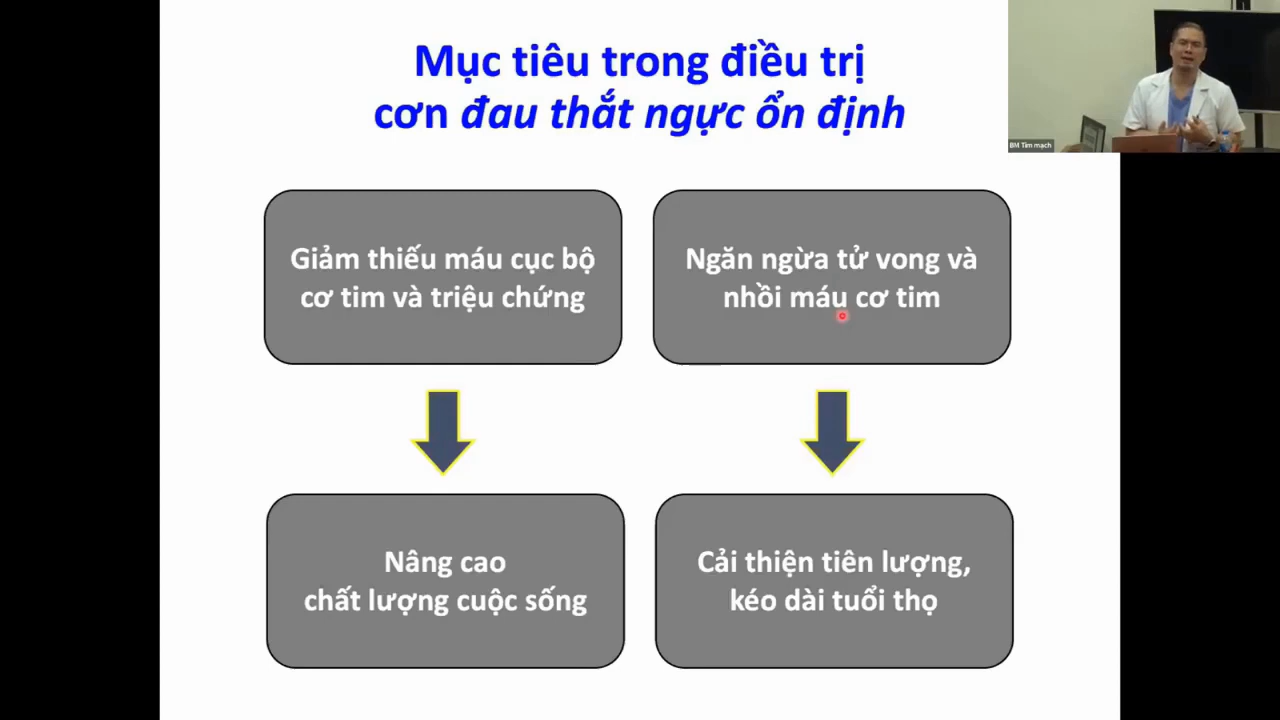 Mục tiêu trong điều trị
cơn đau thắt ngực ổn định
BM Tim mạch
Giảm thiếu máu cục bộ
cơ tim và triệu chứng
Ngăn ngừa tử vong và
nhồi máu cơ tim
Nâng cao
chất lượng cuộc sống
Cải thiện tiên lượng,
kéo dài tuổi thọ